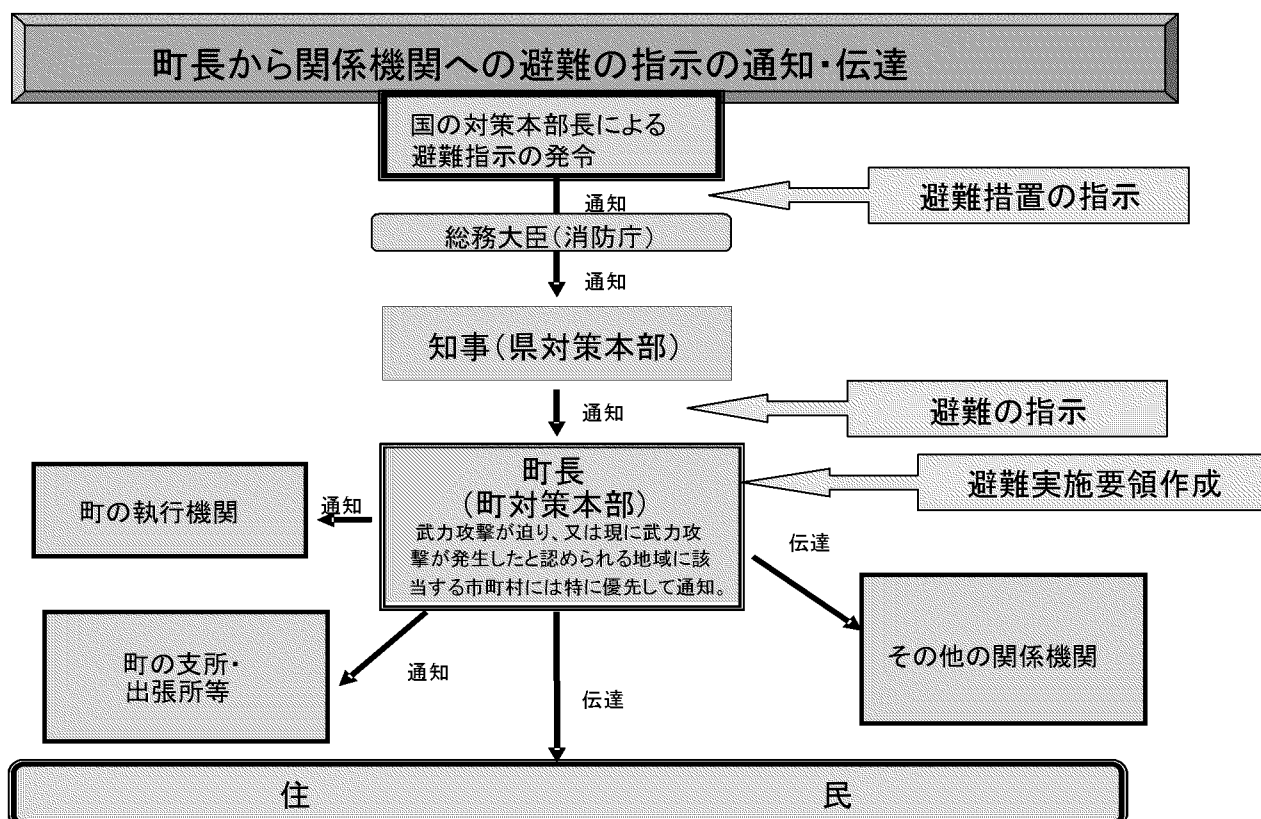 町長から関係機関への避難の指示の通知・伝達
国の対策本部長による
避難指示の発令
通知
避難措置の指示
総務大臣(消防庁)
通知
知事(県対策本部)
通知
避難の指示
町長
(町対策本部)
武力攻撃が迫り、又は現に武力攻
撃が発生したと認められる地域に該
当する市町村には特に優先して通知。
避難実施要領作成
町の執行機関
通知
伝達
町の支所・
出張所等
通知
伝達
その他の関係機関
住 民